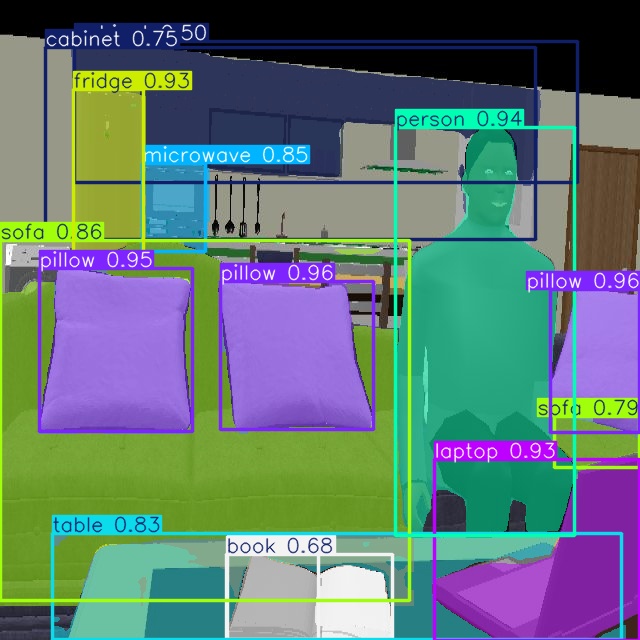 cabinet 0.75
50
fridge 0.93
person 0.94
microwave 0.85
sofa 0.86
pillow 0.95
pillow 0.96
pillow 0.96
sofa 0.79
laptop 0.93
table 0.83
book 0.68